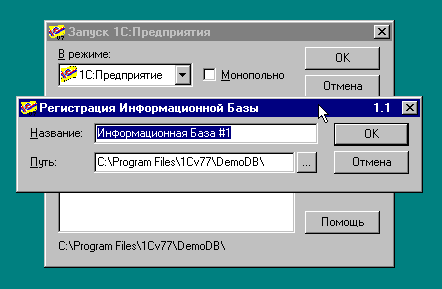 Запуск 1С:Предприятия
В режиме:
1С:Предприятие
Монопольно
OK
Отмена
Регистрация Информационной Базы 1.1
Название: Информационная База #1 OK
Путь: C:\Program Files\1Cv77\DemoDB\ ... Отмена
Помощь
C:\Program Files\1Cv77\DemoDB\